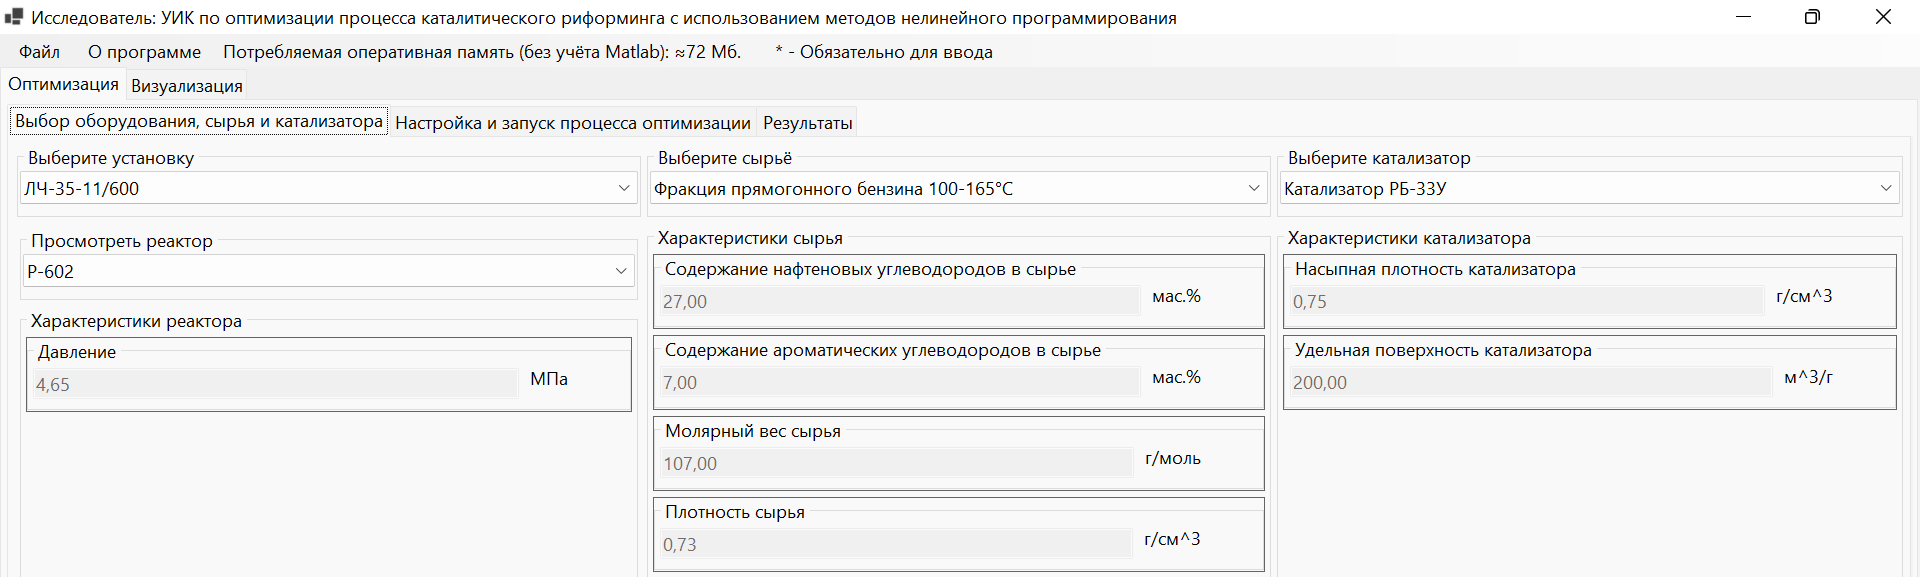 Исследователь: УИК по оптимизации процесса каталитического риформинга с использованием методов нелинейного программирования
Файл О программе Потребляемая оперативная память (без учёта Matlab): ≈72 Мб. * - Обязательно для ввода
Оптимизация Визуализация
Выбор оборудования, сырья и катализатора Настройка и запуск процесса оптимизации Результаты
Выберите установку
ЛЧ-35-11/600
Просмотреть реактор
Р-602
Характеристики реактора
Давление
4,65 МПа
Выберите сырьё
Фракция прямогонного бензина 100-165°C
Характеристики сырья
Содержание нафтеновых углеводородов в сырье
27,00 мас.%
Содержание ароматических углеводородов в сырье
7,00 мас.%
Молярный вес сырья
107,00 г/моль
Плотность сырья
0,73 г/см^3
Выберите катализатор
Катализатор РБ-33У
Характеристики катализатора
Насыпная плотность катализатора
0,75 г/см^3
Удельная поверхность катализатора
200,00 м^3/г